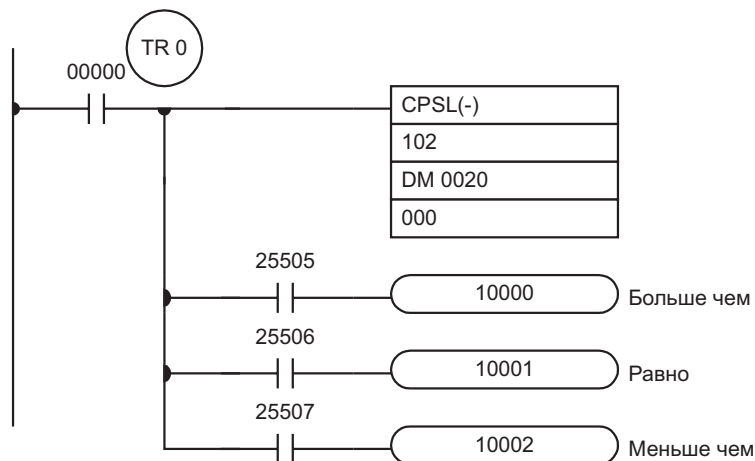 TR 0
00000
CPSL(-)
102
DM 0020
000
25505
10000 Больше чем
25506
10001 Равно
25507
10002 Меньше чем